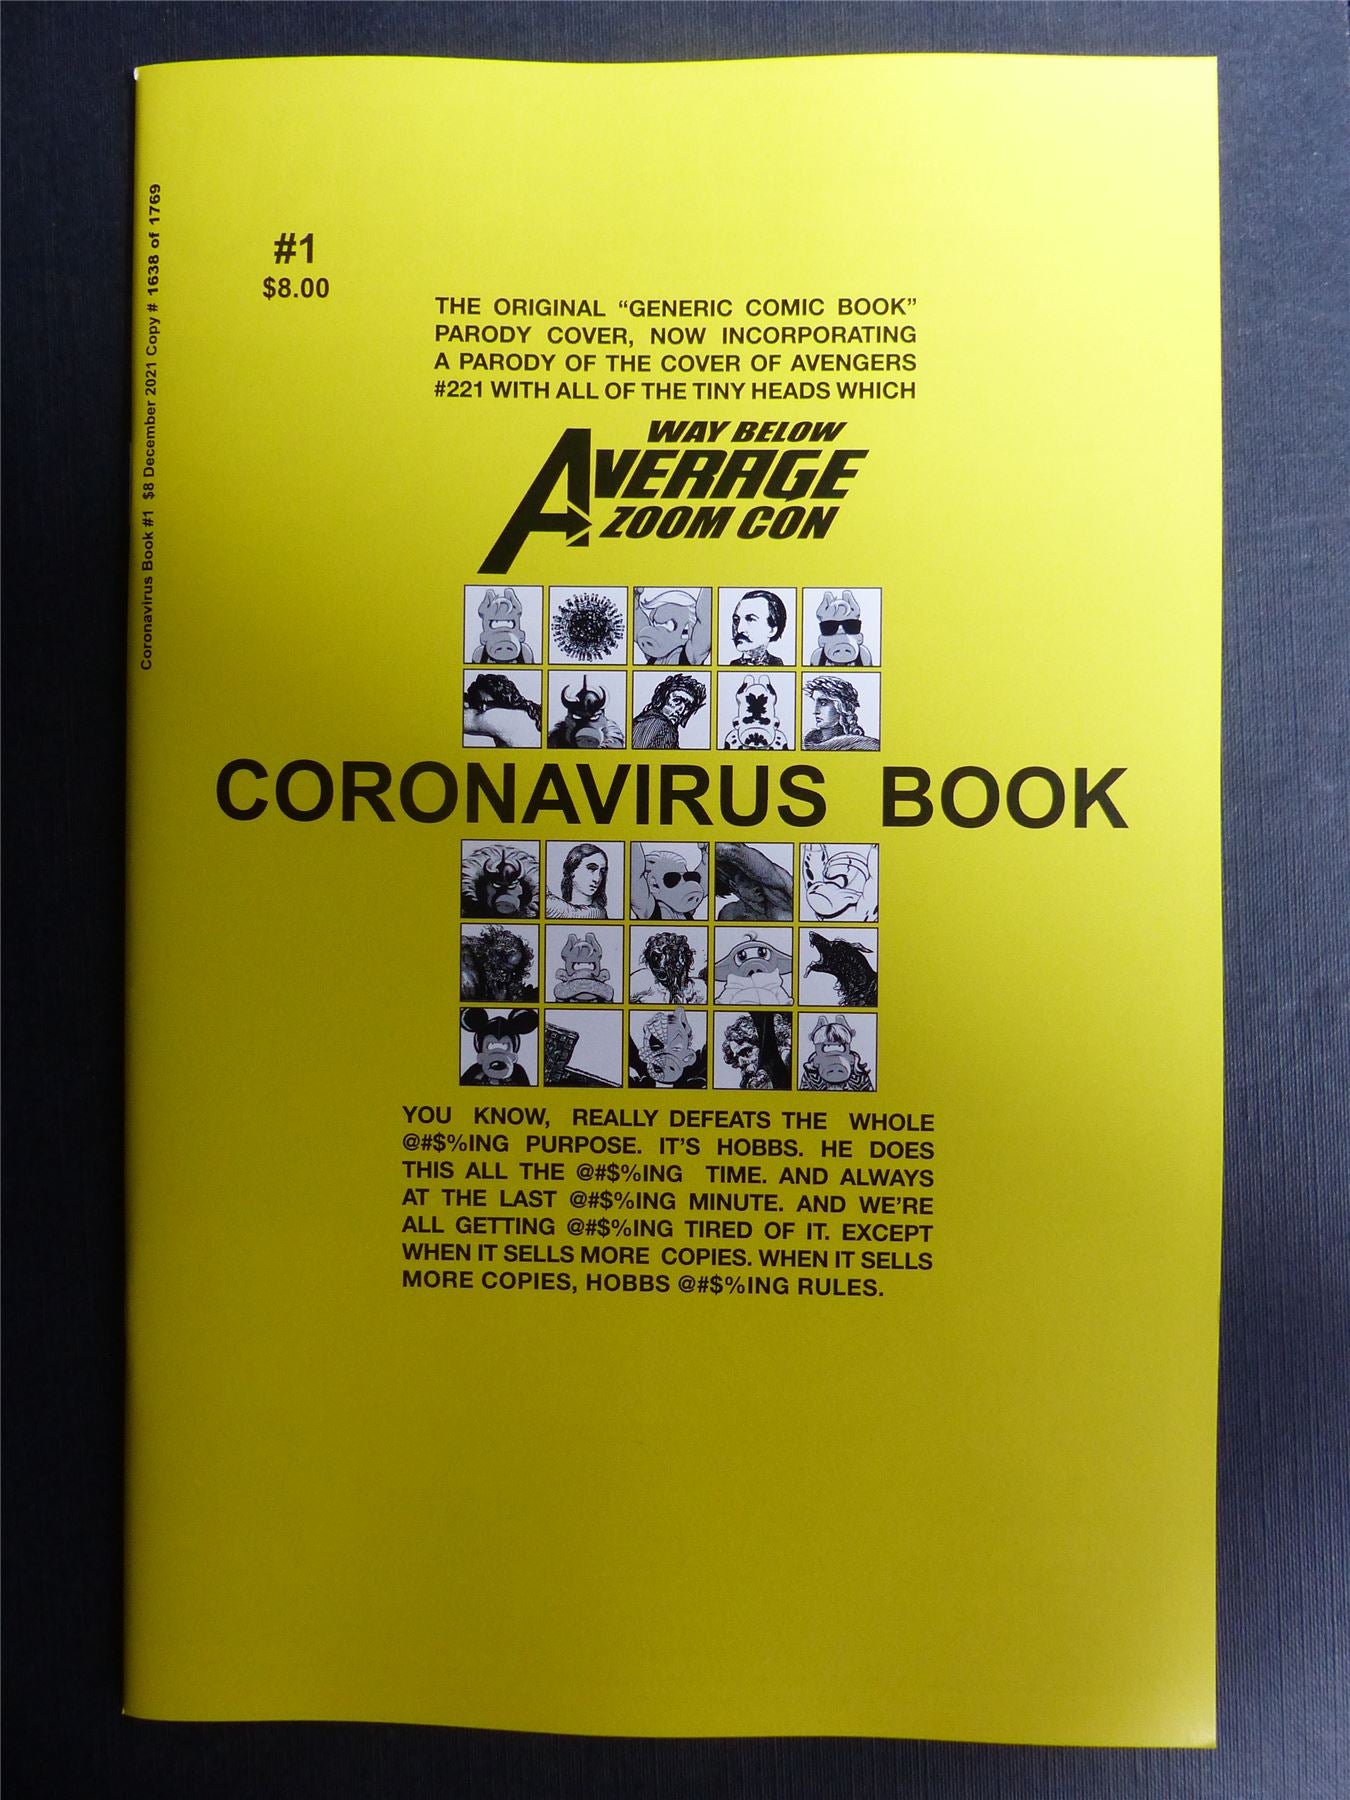 Coronavirus Book #1 $8 December 2021 Copy # 1638 of 1769
#1
$8.00
THE ORIGINAL “GENERIC COMIC BOOK”
PARODY COVER, NOW INCORPORATING
A PARODY OF THE COVER OF AVENGERS
#221 WITH ALL OF THE TINY HEADS WHICH
WAY BELOW
AVERAGE
ZOOM CON
CORONAVIRUS BOOK
YOU KNOW, REALLY DEFEATS THE WHOLE
@#$%ING PURPOSE. IT’S HOBBS. HE DOES
THIS ALL THE @#$%ING TIME. AND ALWAYS
AT THE LAST @#$%ING MINUTE. AND WE’RE
ALL GETTING @#$%ING TIRED OF IT. EXCEPT
WHEN IT SELLS MORE COPIES. WHEN IT SELLS
MORE COPIES, HOBBS @#$%ING RULES.